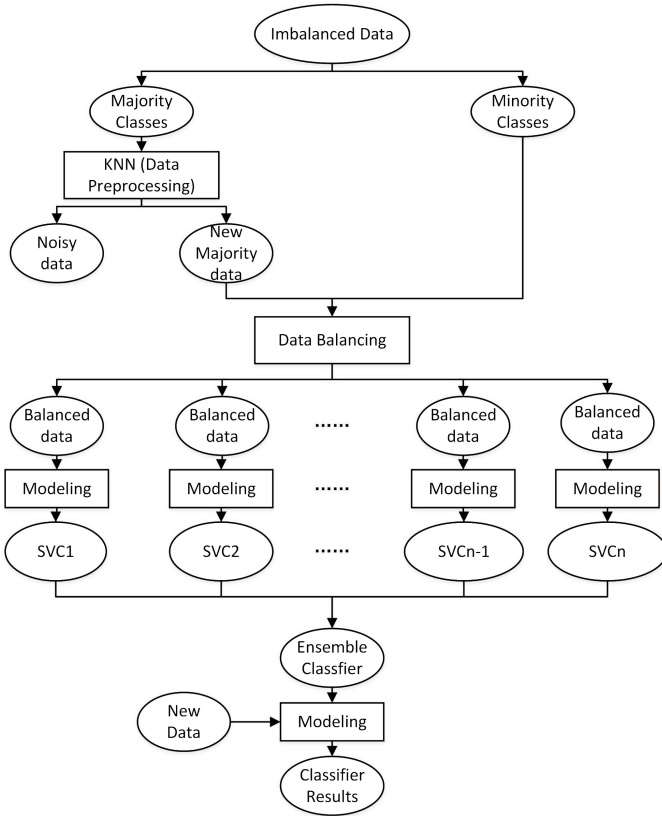 Imbalanced Data
Majority
Classes
Minority
Classes
KNN (Data
Preprocessing)
Noisy
data
New
Majority
data
Data Balancing
Balanced
data
Balanced
data
......
Balanced
data
Balanced
data
Modeling
Modeling
......
Modeling
Modeling
SVC1
SVC2
......
SVCn-1
SVCn
Ensemble
Classfier
New
Data
Modeling
Classifier
Results